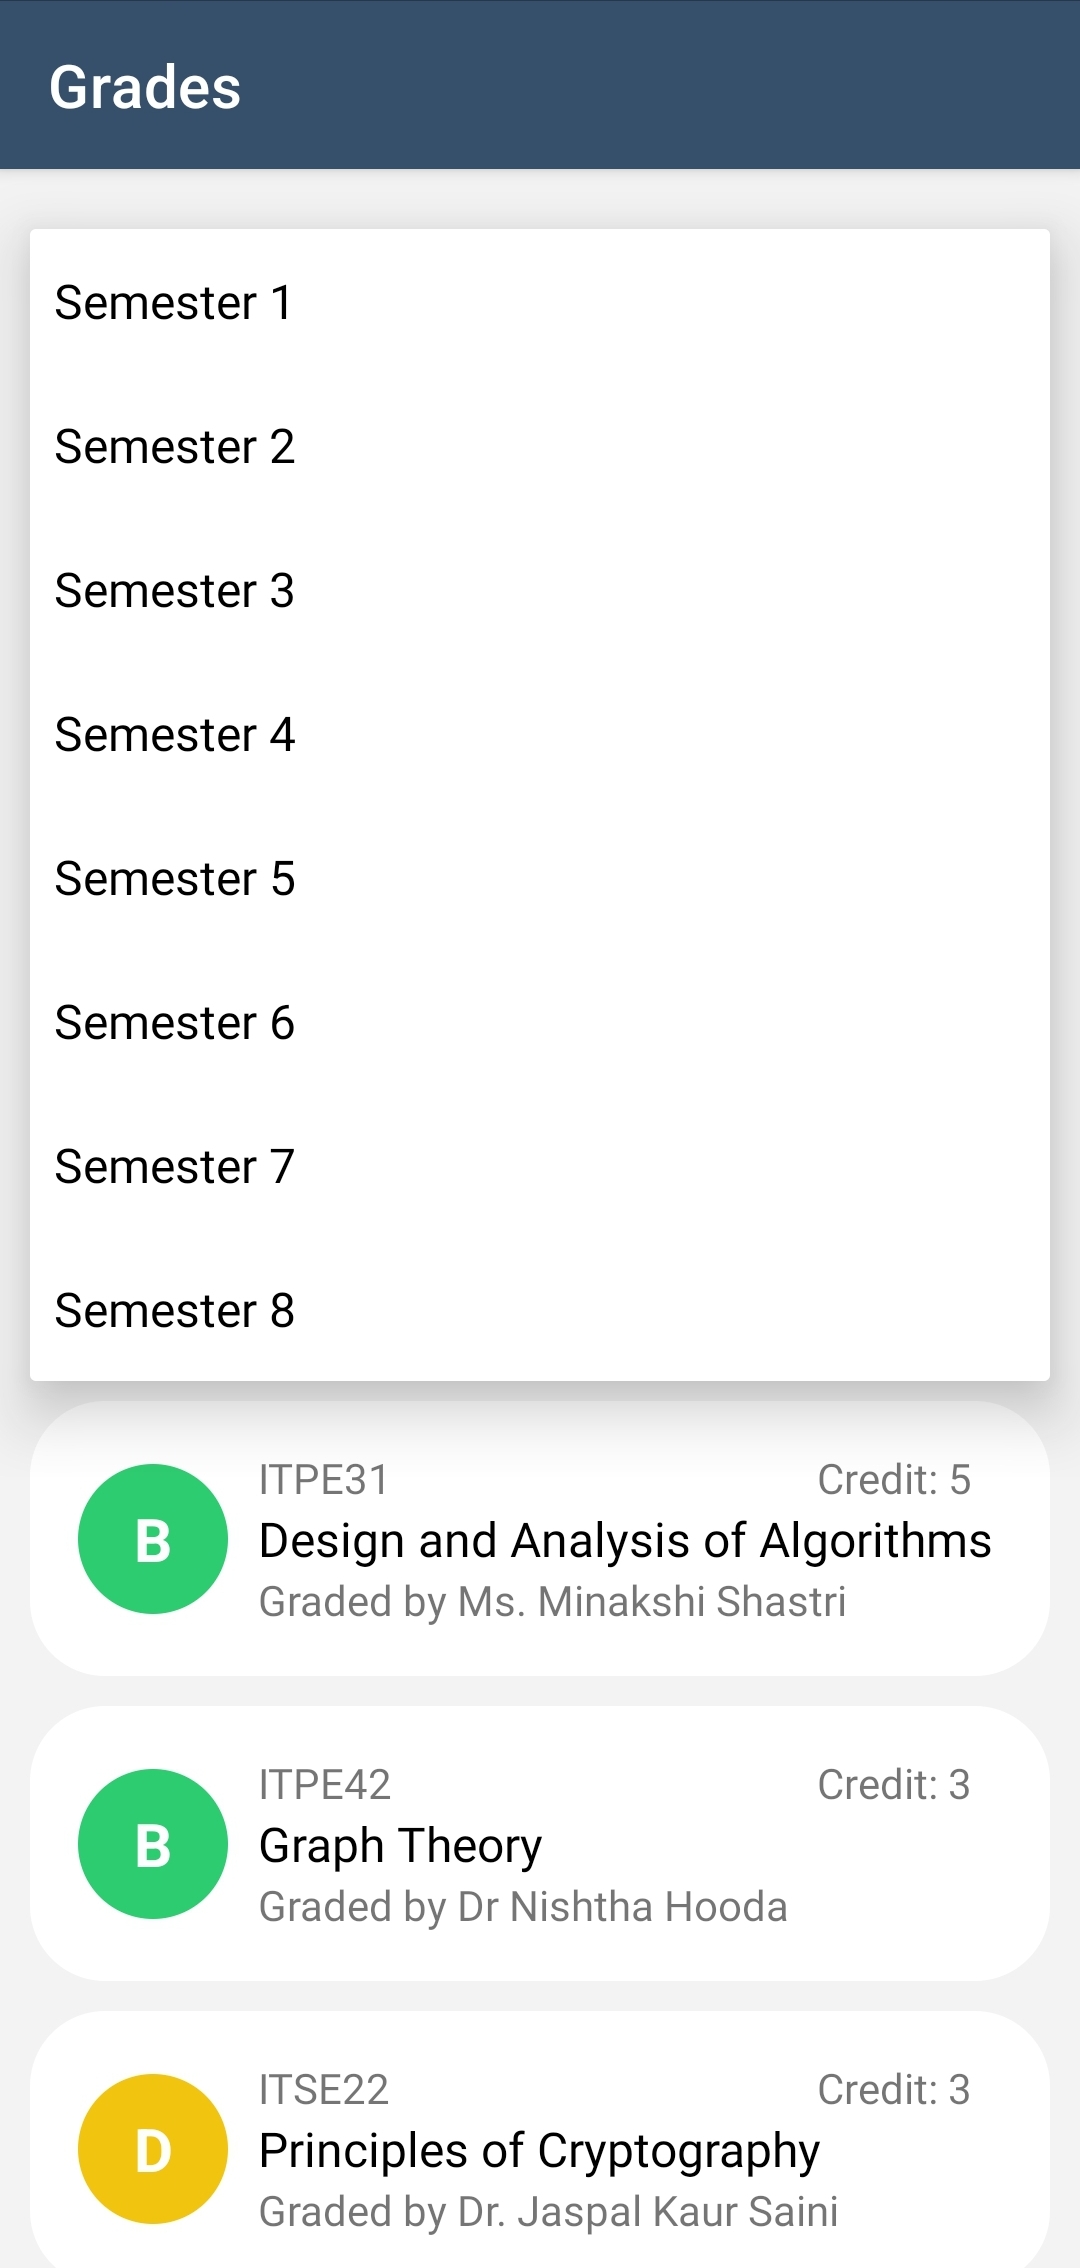 Grades
Semester 1
Semester 2
Semester 3
Semester 4
Semester 5
Semester 6
Semester 7
Semester 8
B
ITPE31 Credit: 5
Design and Analysis of Algorithms
Graded by Ms. Minakshi Shastri
B
ITPE42 Credit: 3
Graph Theory
Graded by Dr Nishtha Hooda
D
ITSE22 Credit: 3
Principles of Cryptography
Graded by Dr. Jaspal Kaur Saini